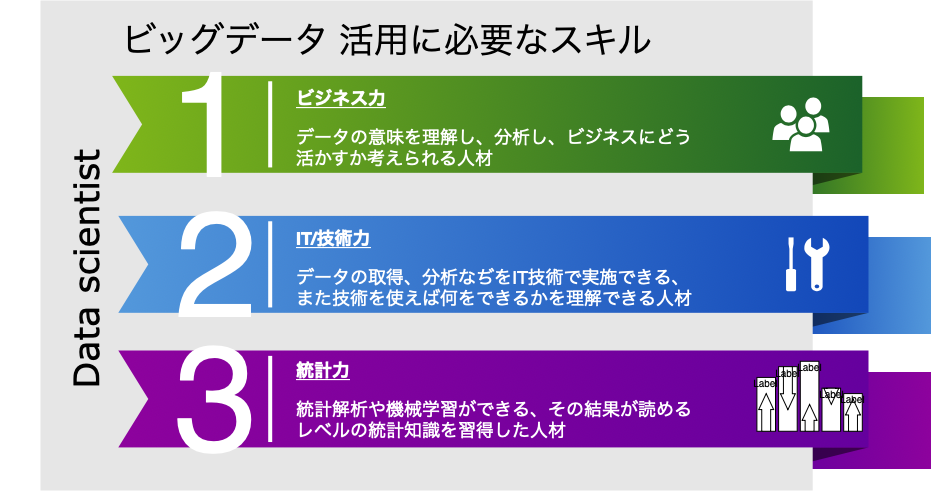 ビッグデータ 活用に必要なスキル
Data scientist
1
ビジネス力
データの意味を理解し、分析し、ビジネスにどう
活かすか考えられる人材
2
IT/技術力
データの取得、分析なぢをIT技術で実施できる、
また技術を使えば何をできるかを理解できる人材
3
統計力
統計解析や機械学習ができる、その結果が読める
レベルの統計知識を習得した人材
Label
Label
Label
Label
Label